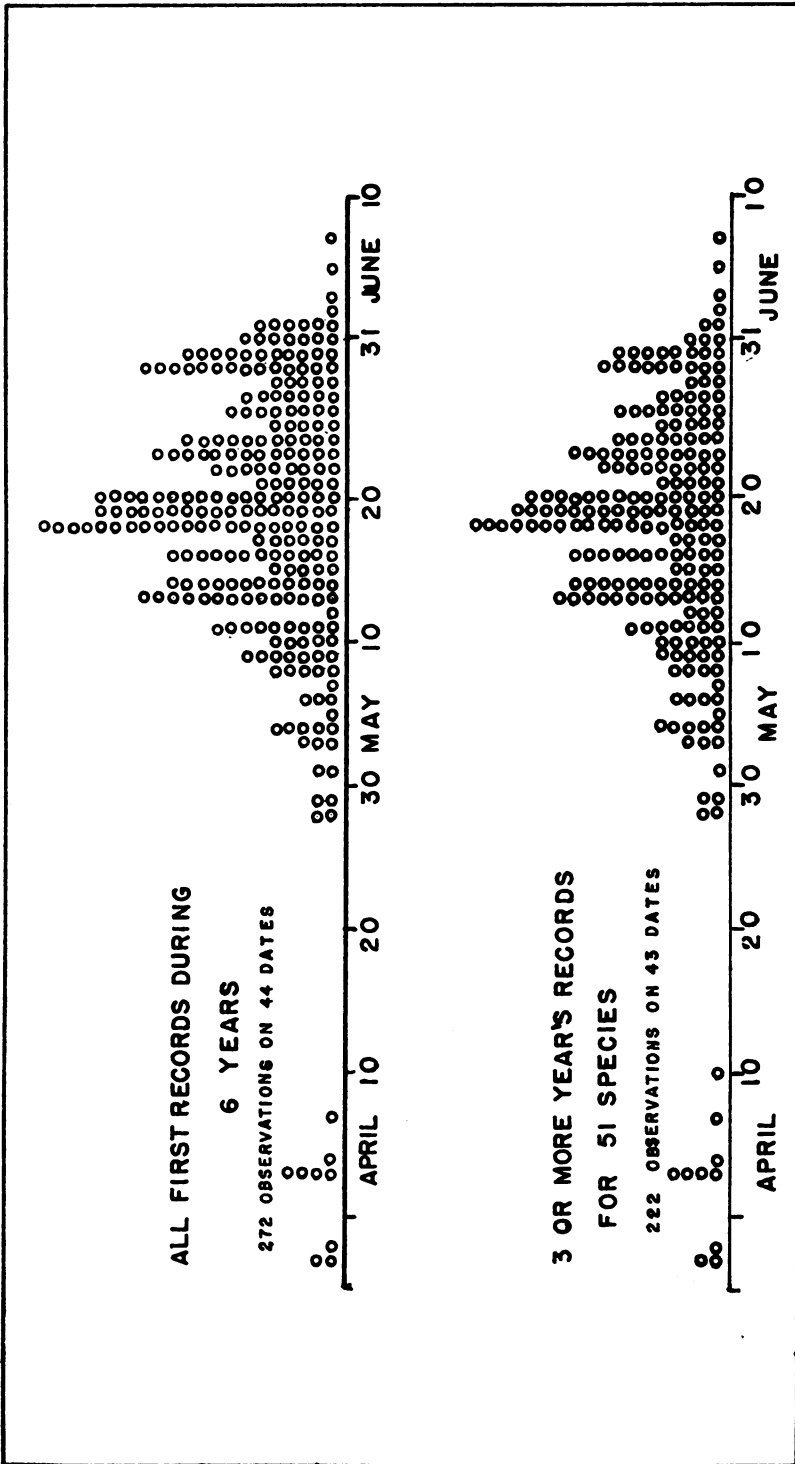 ALL FIRST RECORDS DURING
6 YEARS
272 OBSERVATIONS ON 44 DATES
APRIL 10 20 30 MAY 10 20 31 JUNE 10
3 OR MORE YEAR'S RECORDS
FOR 51 SPECIES
222 OBSERVATIONS ON 43 DATES
APRIL 10 20 30 MAY 10 20 31 JUNE 10